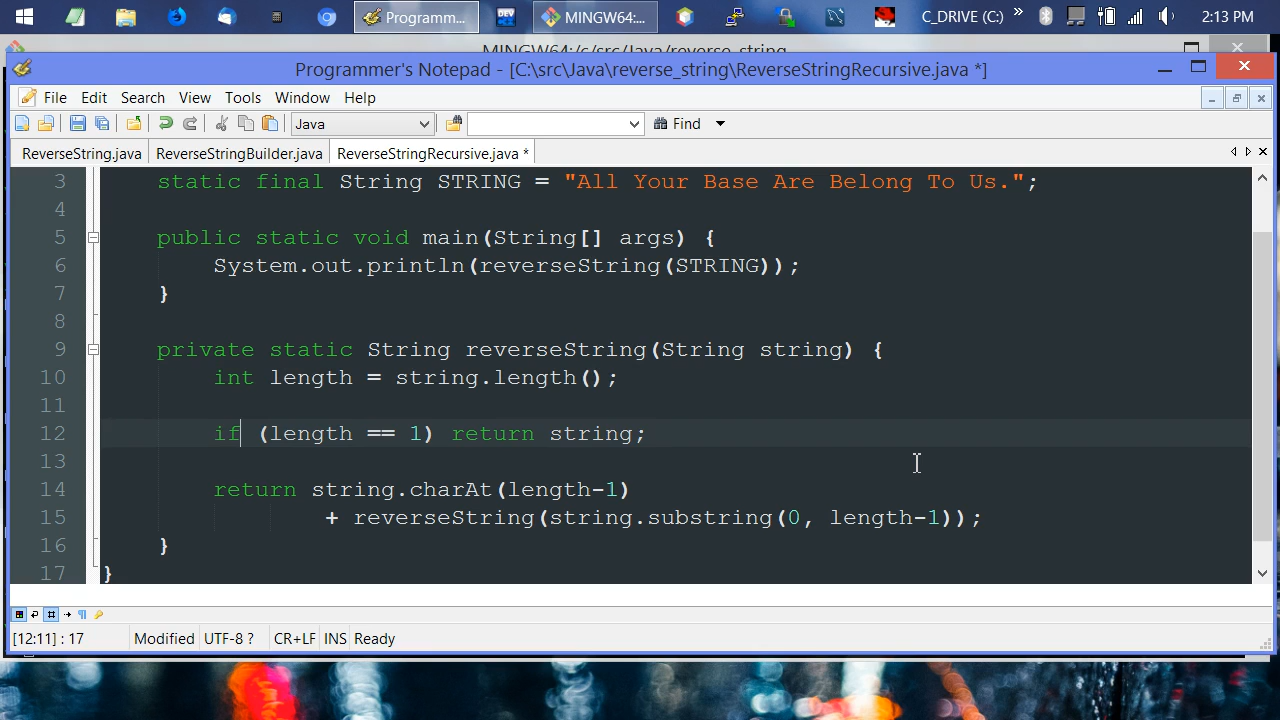 Programm...
MINGW64:...
C_DRIVE (C:)
»
2:13 PM
MINGW64:/c/src/Java/reverse_string
Programmer's Notepad - [C:\src\Java\reverse_string\ReverseStringRecursive.java *]
File Edit Search View Tools Window Help
Java
Find
ReverseString.java ReverseStringBuilder.java ReverseStringRecursive.java *
3 static final String STRING = "All Your Base Are Belong To Us.";
4
5 public static void main(String[] args) {
6 System.out.println(reverseString(STRING));
7 }
8
9 private static String reverseString(String string) {
10 int length = string.length();
11
12 if (length == 1) return string;
13
14 return string.charAt(length-1)
15 + reverseString(string.substring(0, length-1));
16 }
17 }
[12:11] : 17 Modified UTF-8 ? CR+LF INS Ready